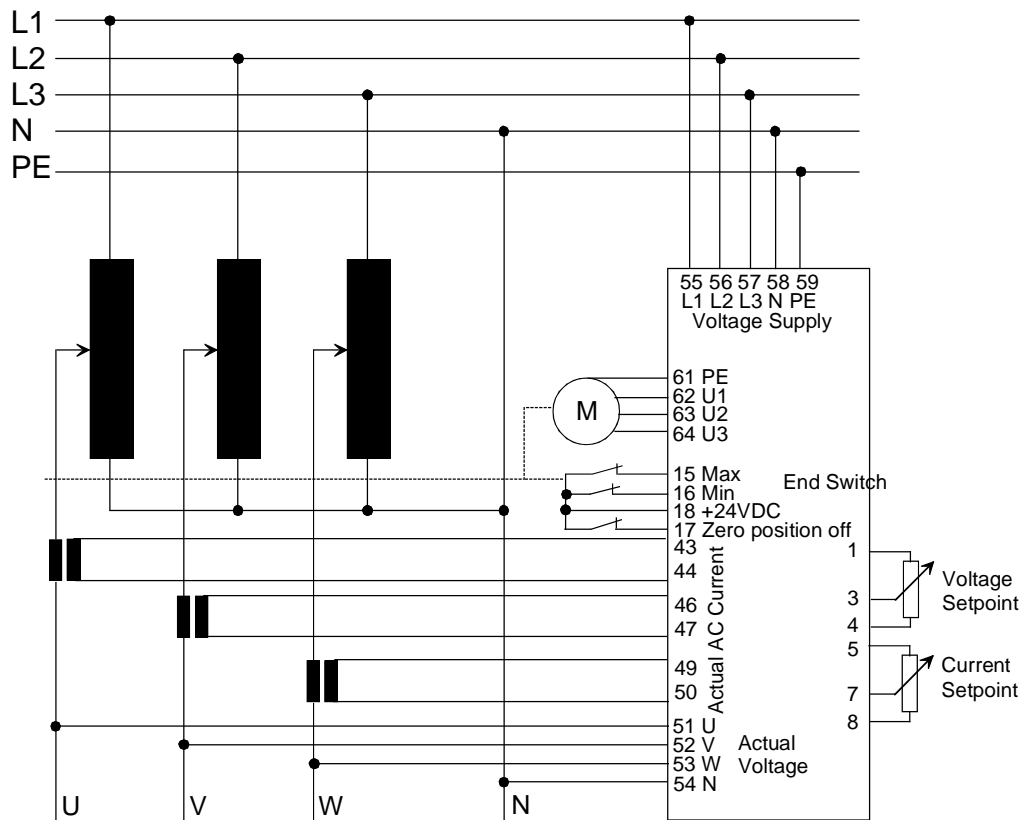 L1
L2
L3
N
PE
55 56 57 58 59
L1 L2 L3 N PE
Voltage Supply
61 PE
62 U1
63 U2
64 U3
M
15 Max
16 Min
18 +24VDC
17 Zero position off
End Switch
43
44
46
47
49
50
Actual AC Current
51 U
52 V
53 W
54 N
Actual
Voltage
1
3
4
5
7
8
Voltage
Setpoint
Current
Setpoint
U
V
W
N